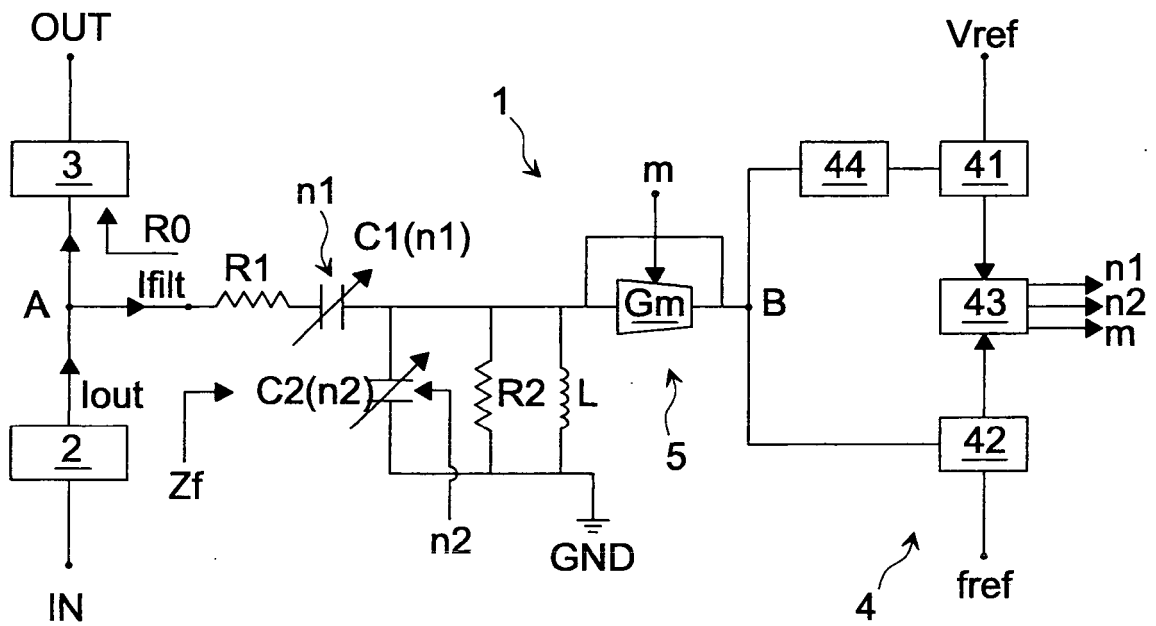 OUT
Vref
1
3
m
44
41
n1
R0
C1(n1)
R1
Ifilt
n1
A
Gm
B
43
n2
m
Iout
C2(n2)
R2
L
2
5
42
Zf
n2
GND
4
fref
IN